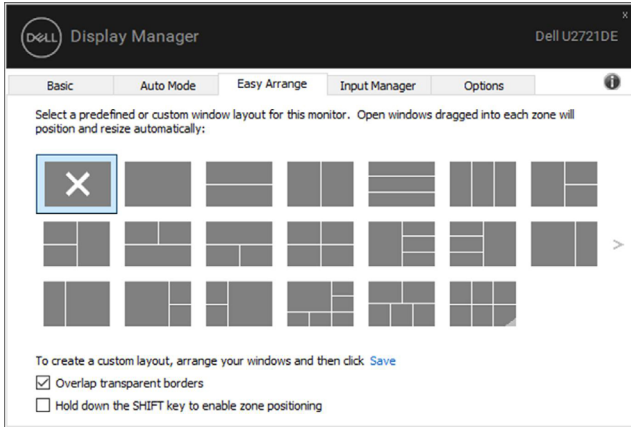 x
DELL Display Manager Dell U2721DE
Basic Auto Mode Easy Arrange Input Manager Options i
Select a predefined or custom window layout for this monitor. Open windows dragged into each zone will
position and resize automatically:
>
To create a custom layout, arrange your windows and then click Save
Overlap transparent borders
Hold down the SHIFT key to enable zone positioning